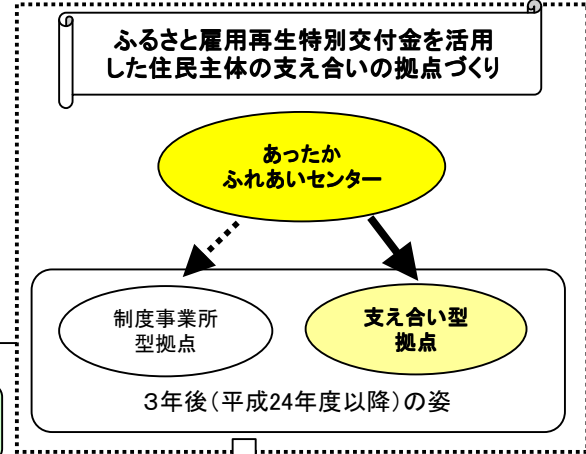 ふるさと雇用再生特別交付金を活用
した住民主体の支え合いの拠点づくり
あったか
ふれあいセンター
制度事業所
型拠点
支え合い型
拠点
３年後（平成24年度以降）の姿